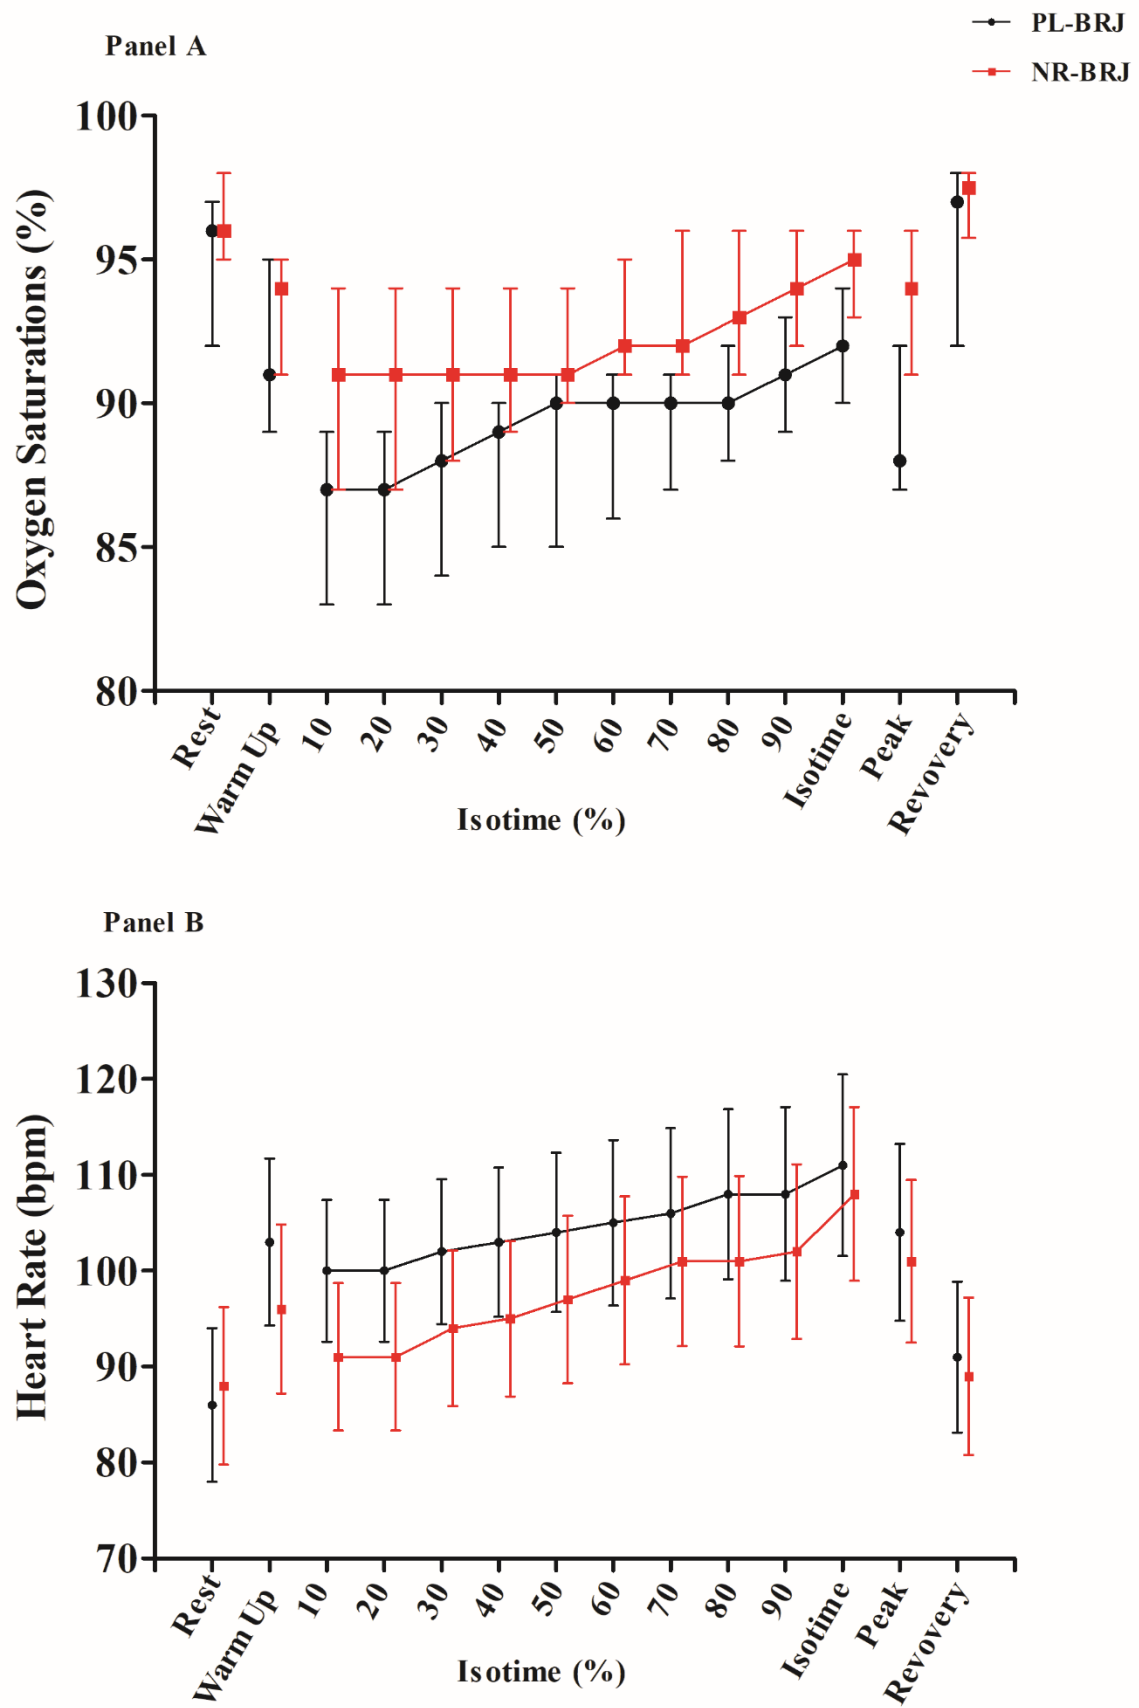 PL-BRJ
NR-BRJ
Panel A
100
95
90
85
80
Oxygen Saturations (%)
Rest
Warm Up
10
20
30
40
50
60
70
80
90
Isotime
Peak
Revovery
Isotime (%)
Panel B
130
120
110
100
90
80
70
Heart Rate (bpm)
Rest
Warm Up
10
20
30
40
50
60
70
80
90
Isotime
Peak
Revovery
Isotime (%)